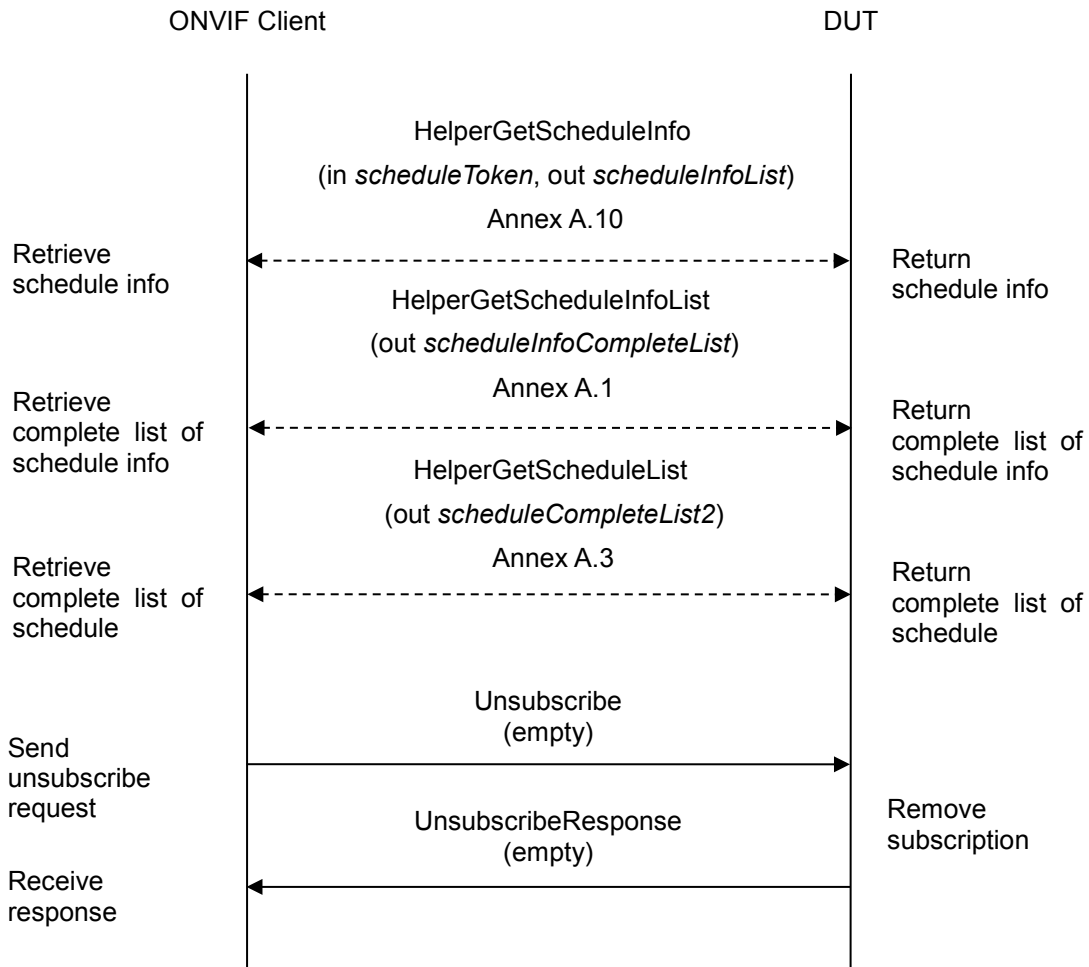 ONVIF Client
DUT
HelperGetScheduleInfo
(in scheduleToken, out scheduleInfoList)
Annex A.10
Retrieve
schedule info
Return
schedule info
HelperGetScheduleInfoList
(out scheduleInfoCompleteList)
Annex A.1
Retrieve
complete list of
schedule info
Return
complete list of
schedule info
HelperGetScheduleList
(out scheduleCompleteList2)
Annex A.3
Retrieve
complete list of
schedule
Return
complete list of
schedule
Unsubscribe
(empty)
Send
unsubscribe
request
UnsubscribeResponse
(empty)
Remove
subscription
Receive
response